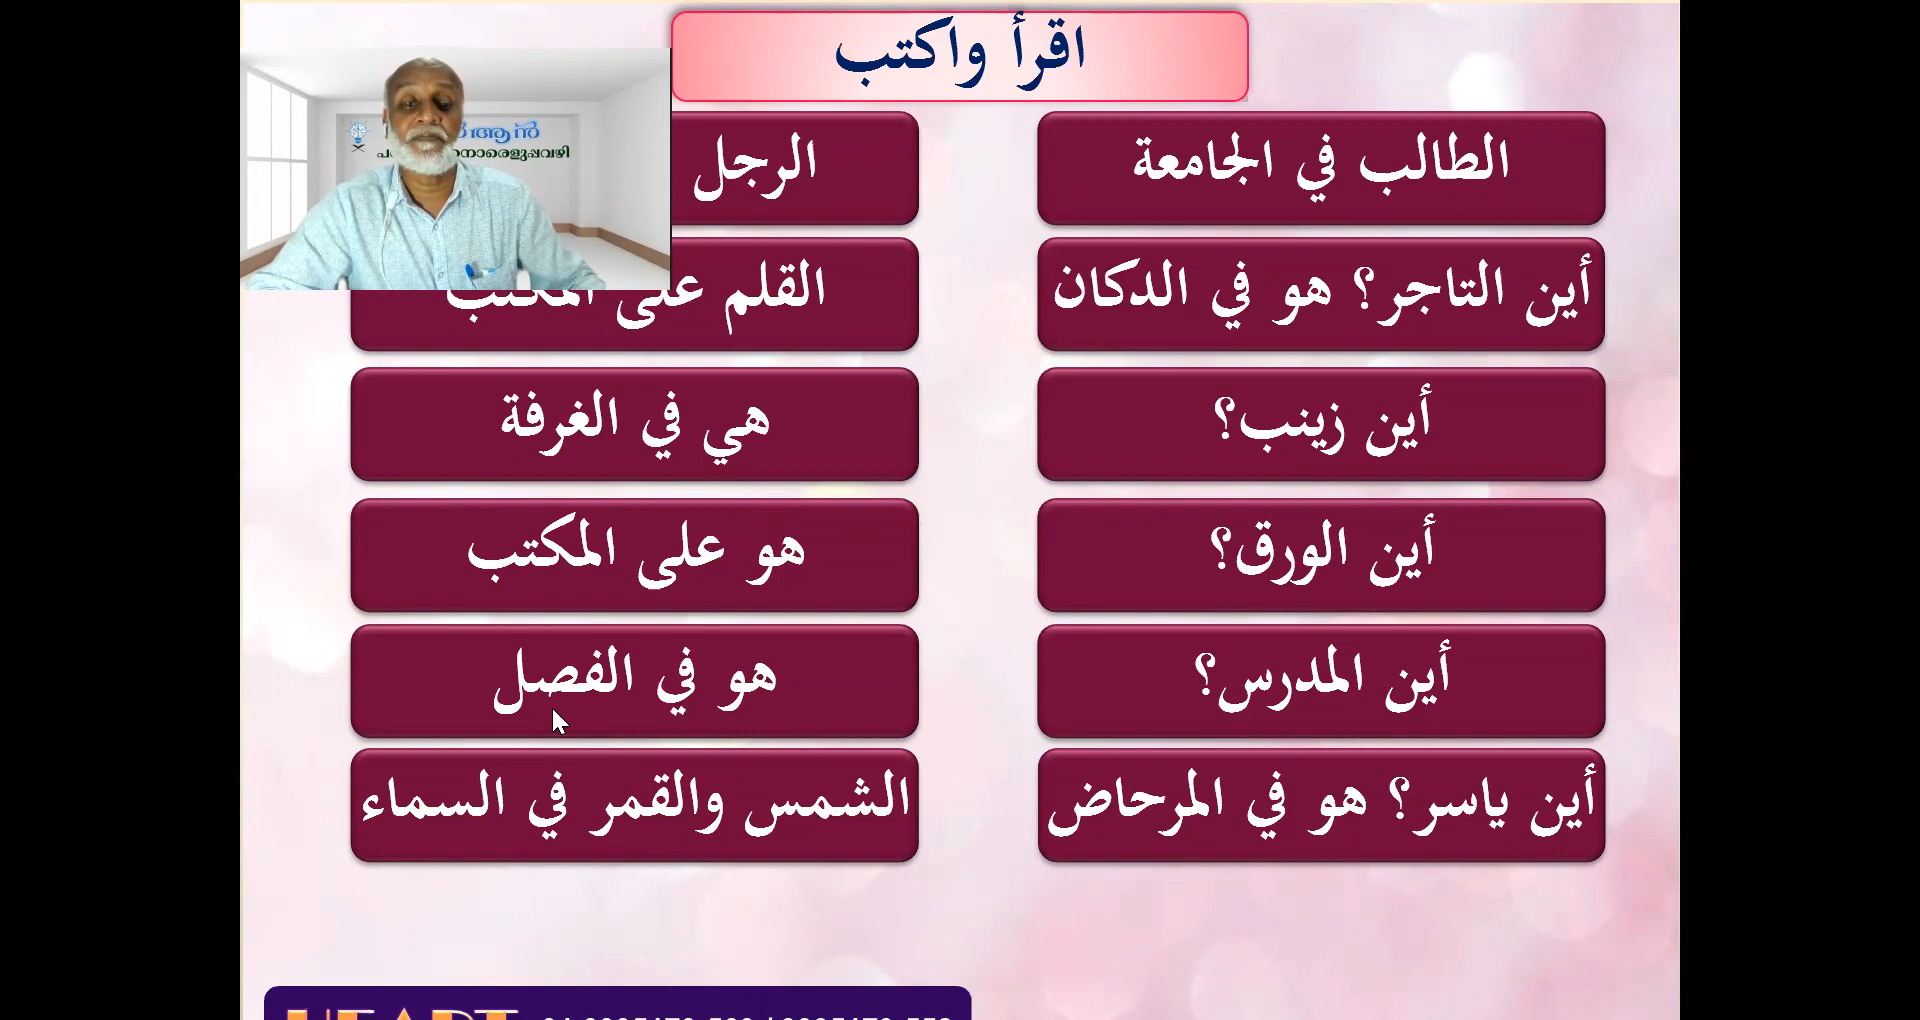 اقرأ واكتب
الطالب في الجامعة
الرجل
أين التاجر؟ هو في الدكان
القلم على المكتب
أين زينب؟
هي في الغرفة
أين الورق؟
هو على المكتب
أين المدرس؟
هو في الفصل
أين ياسر؟ هو في المرحاض
الشمس والقمر في السماء